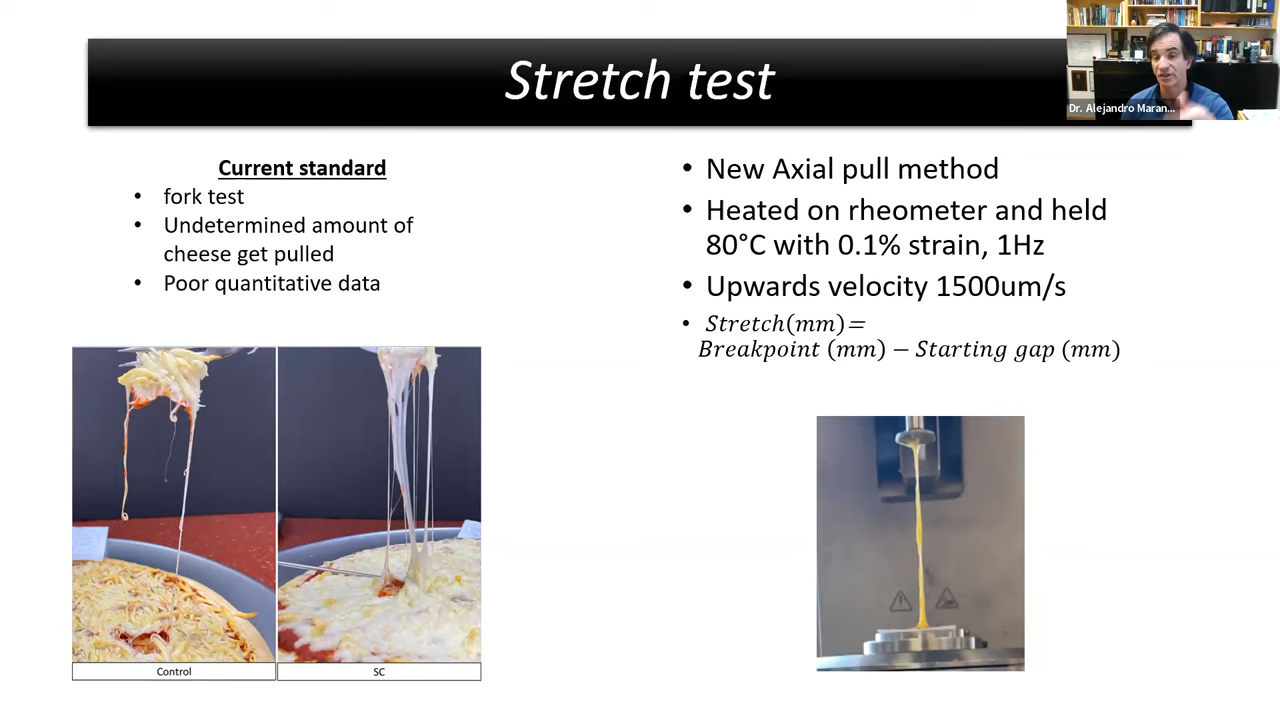 Stretch test
Dr. Alejandro Maran...
Current standard
• fork test
• Undetermined amount of
cheese get pulled
• Poor quantitative data
• New Axial pull method
• Heated on rheometer and held
80°C with 0.1% strain, 1Hz
• Upwards velocity 1500um/s
• Stretch(mm)=
Breakpoint (mm) − Starting gap (mm)
Control
SC